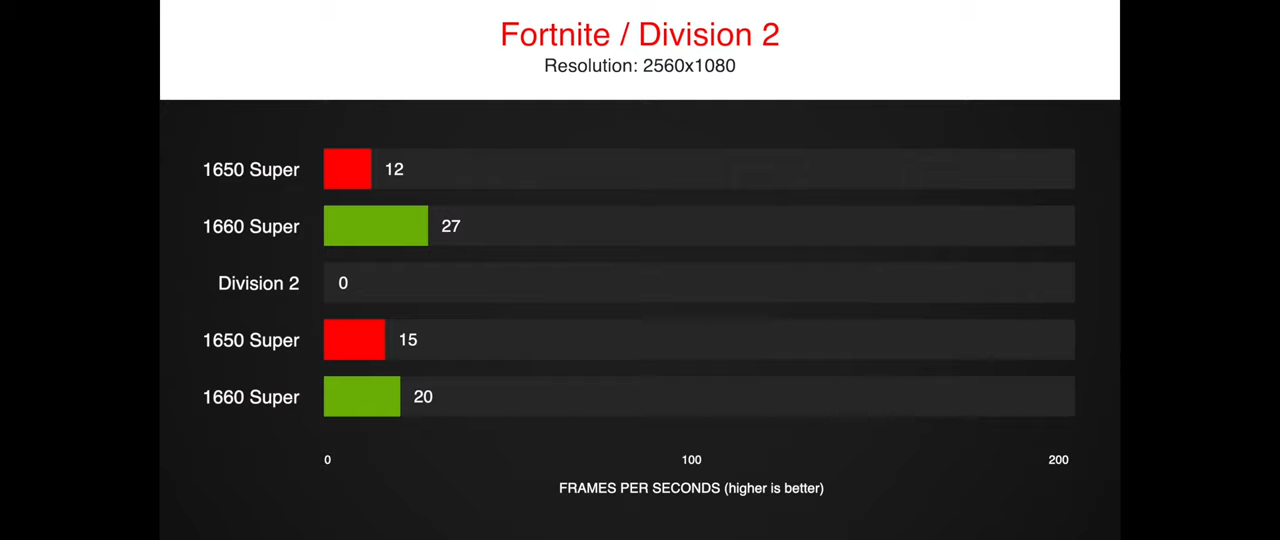 Fortnite / Division 2
Resolution: 2560x1080
1650 Super 12
1660 Super 27
Division 2 0
1650 Super 15
1660 Super 20
0 100 200
FRAMES PER SECONDS (higher is better)